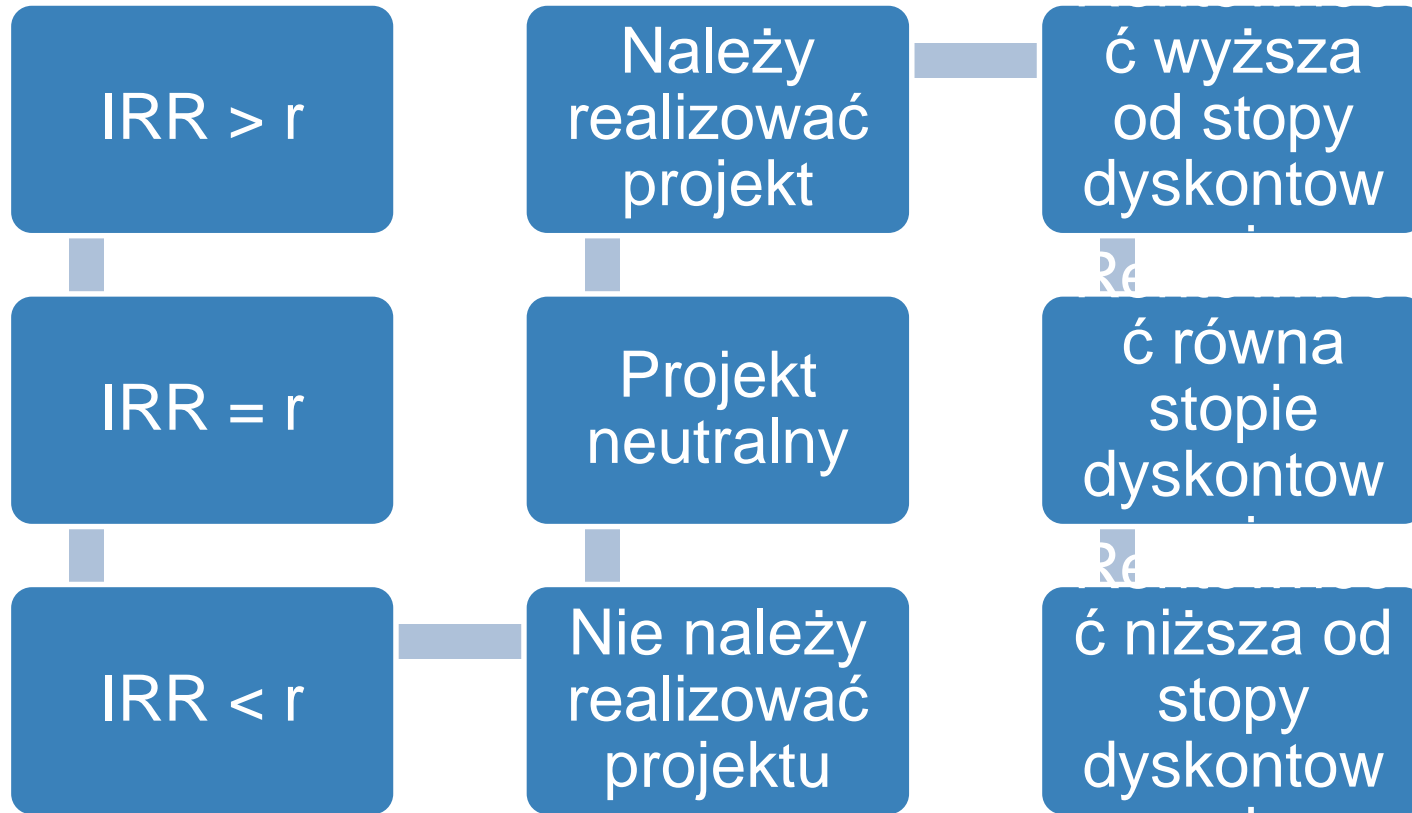 IRR > r
IRR = r
IRR < r
Należy
realizować
projekt
Projekt
neutralny
Nie należy
realizować
projektu
ć wyższa
od stopy
dyskontow
ć równa
stopie
dyskontow
ć niższa od
stopy
dyskontow